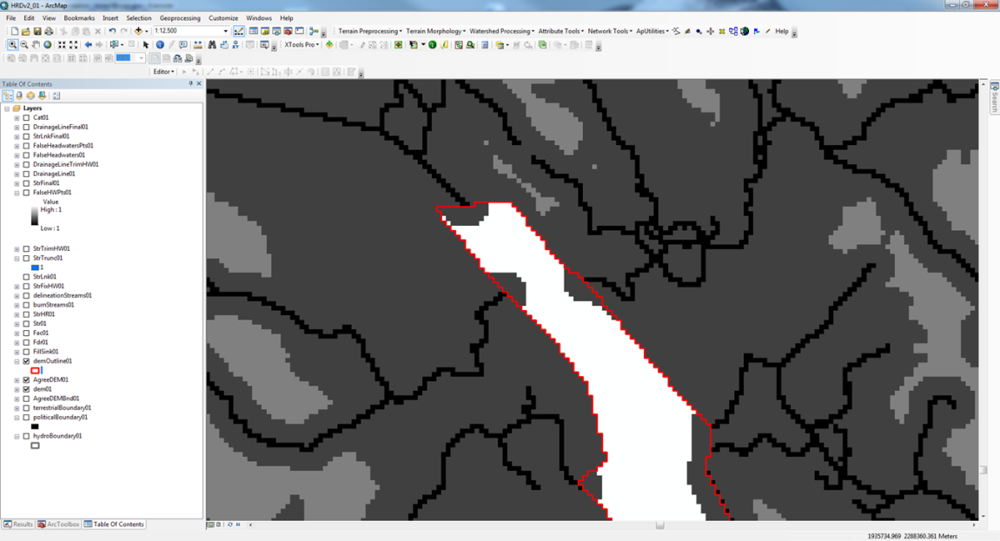 HRDv2_01 - ArcMap
File Edit View Bookmarks Insert Selection Geoprocessing Customize Windows Help
1:12,500 Terrain Preprocessing Terrain Morphology Watershed Processing Attribute Tools Network Tools ApUtilities Help
XTools Pro
Editor
Table Of Contents
Layers
Cat01
DrainageLineFinal01
StrLnkFinal01
FalseHeadwatersPts01
FalseHeadwaters01
DrainageLineTrimHW01
DrainageLine01
StrFinal01
FalseHWPts01
Value
High : 1
Low : 1
StrTrimHW01
StrTrunc01
1
StrLnk01
StrFixHW01
delineationStreams01
burnStreams01
StrHR01
Str01
Fac01
Fdr01
FillSink01
demOutline01
AgreeDEM01
dem01
AgreeDEMBnd01
terrestrialBoundary01
politicalBoundary01
hydroBoundary01
Search
Results ArcToolbox Table Of Contents
1935734.969 2288360.361 Meters